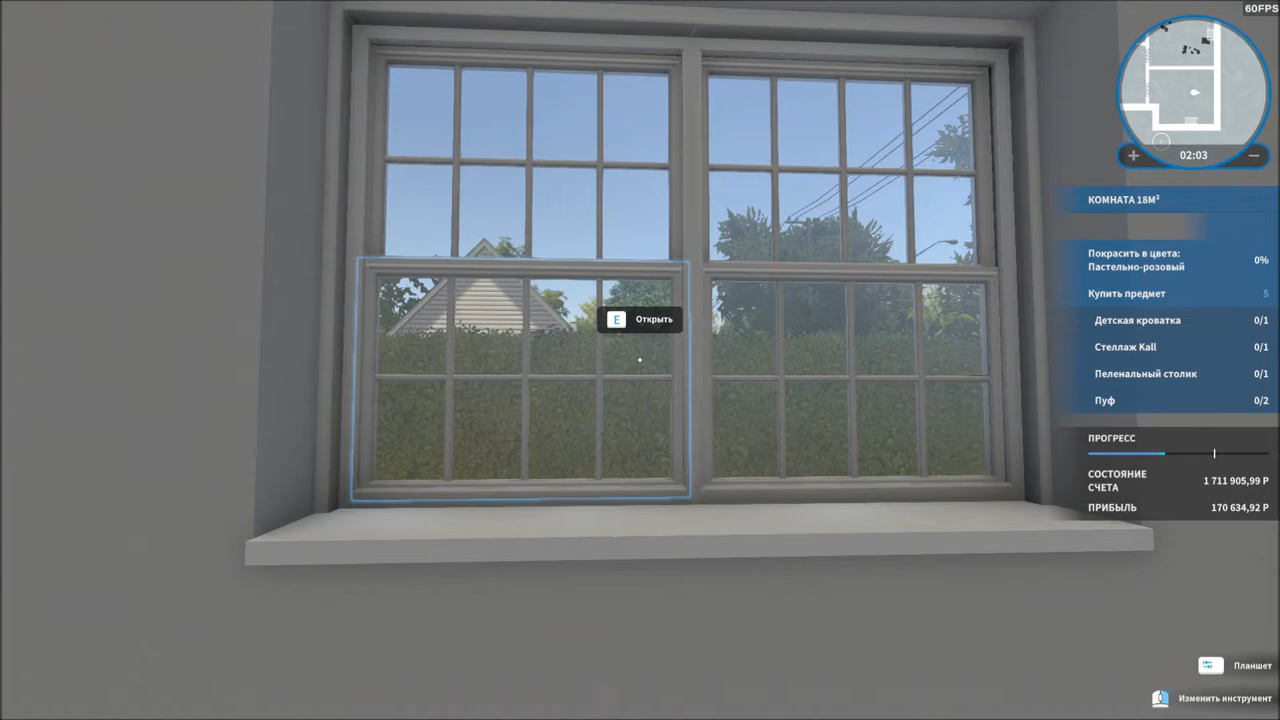 60FPS
02:03
КОМНАТА 18М²
Покрасить в цвета:
Пастельно-розовый
0%
Купить предмет 5
Детская кроватка 0/1
Стеллаж Kall 0/1
Пеленальный столик 0/1
Пуф 0/2
ПРОГРЕСС
СОСТОЯНИЕ
СЧЕТА
1 711 905,99 Р
ПРИБЫЛЬ 170 634,92 Р
E Открыть
Планшет
Изменить инструмент